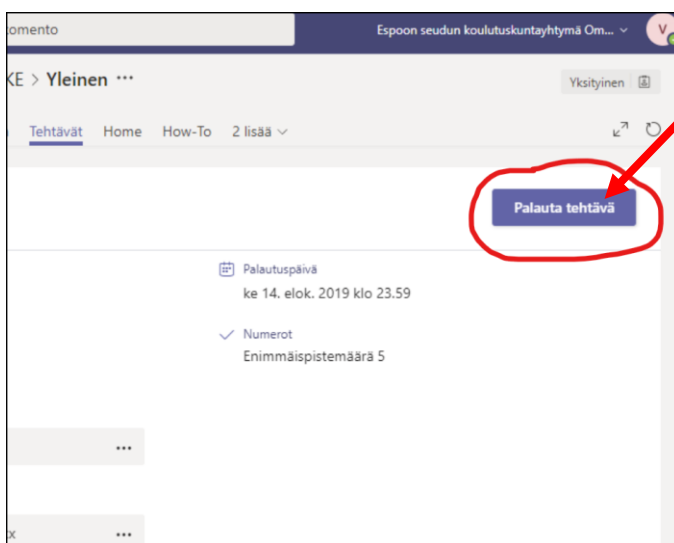 omento
Espoon seudun koulutuskuntayhtymä Om...
V
KE > Yleinen ...
Yksityinen
Tehtävät Home How-To 2 lisää
Palauta tehtävä
Palautuspäivä
ke 14. elok. 2019 klo 23.59
Numerot
Enimmäispistemäärä 5
...
x ...